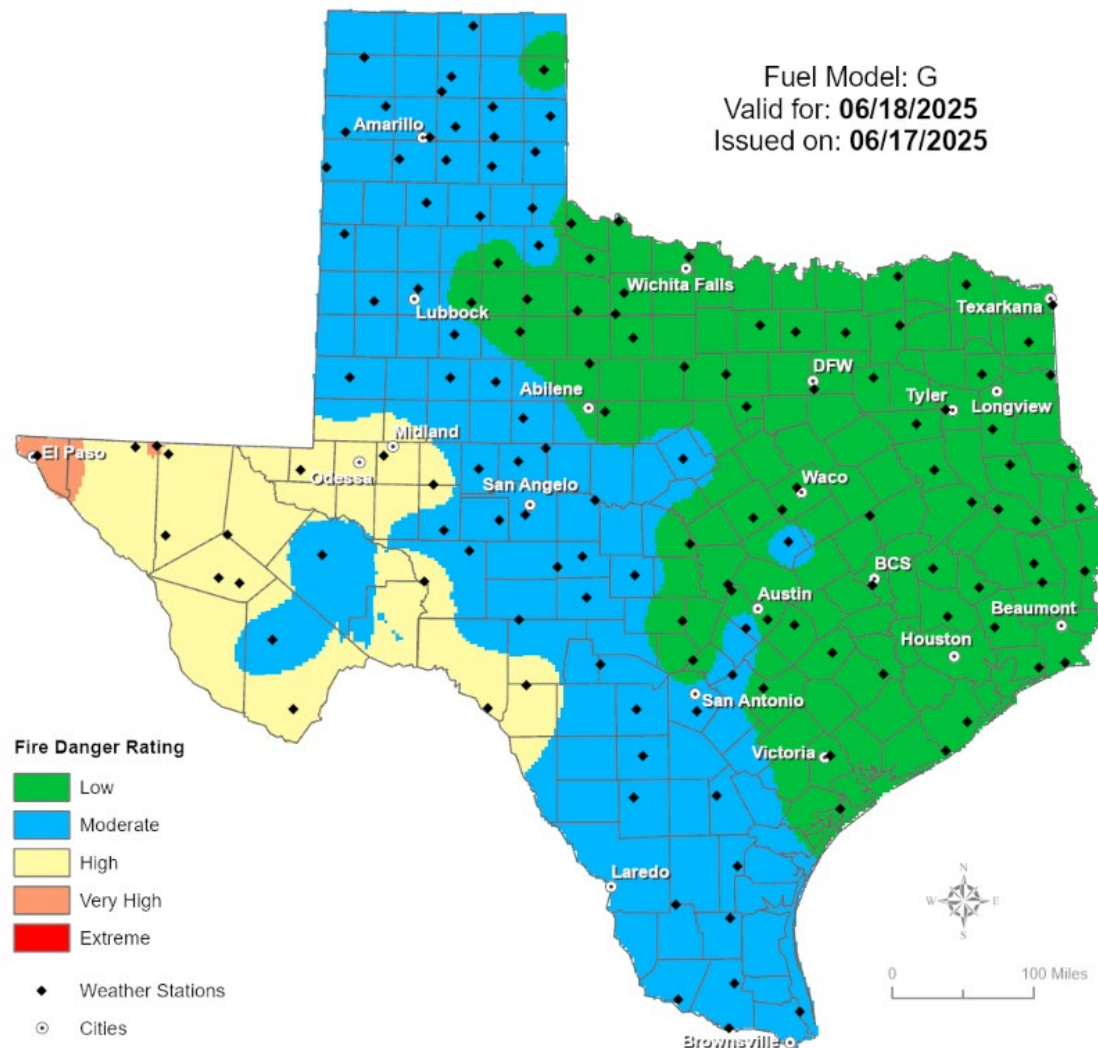 Fuel Model: G
Valid for: 06/18/2025
Issued on: 06/17/2025
Amarillo
Wichita Falls
Lubbock
Texarkana
DFW
Abilene
Tyler
Longview
Midland
El Paso
Odessa
San Angelo
Waco
BCS
Austin
Beaumont
Houston
San Antonio
Victoria
Laredo
Brownsville
Fire Danger Rating
Low
Moderate
High
Very High
Extreme
Weather Stations
Cities
N
W E
S
0 100 Miles